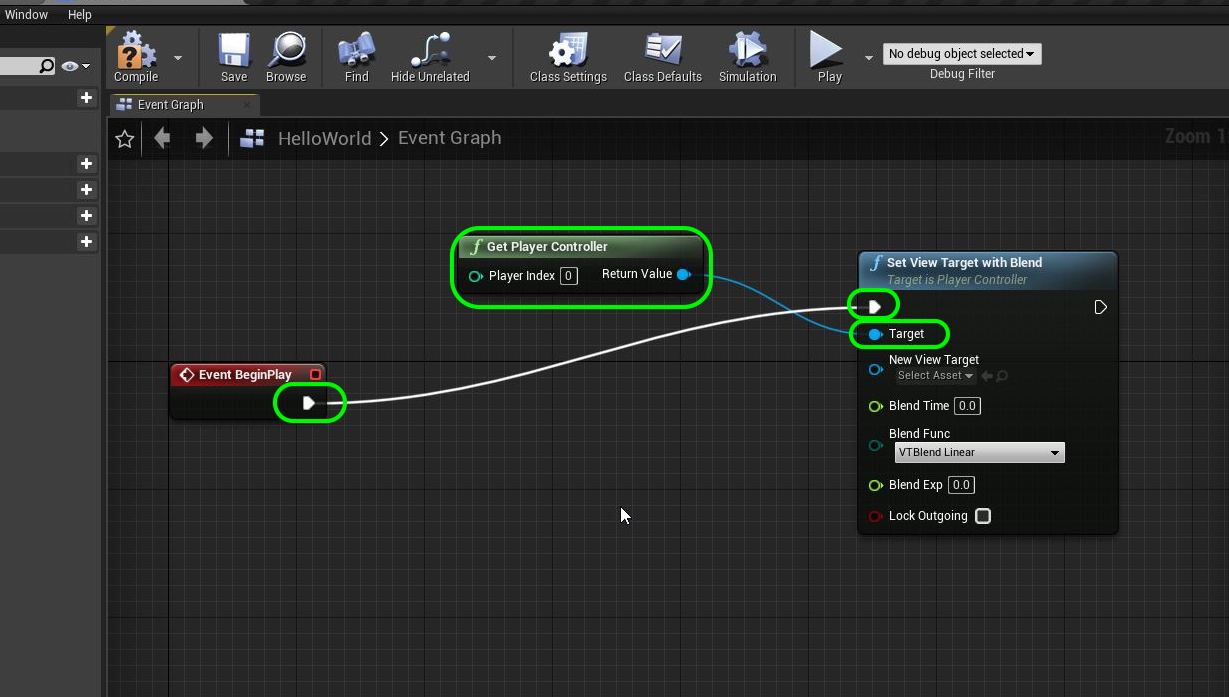 Window Help
Compile Save Browse Find Hide Unrelated Class Settings Class Defaults Simulation Play
No debug object selected
Debug Filter
Event Graph
HelloWorld > Event Graph
Zoom 1
Get Player Controller
Player Index 0 Return Value
Set View Target with Blend
Target is Player Controller
Target
New View Target
Select Asset
Event BeginPlay
Blend Time 0.0
Blend Func
VTBlend Linear
Blend Exp 0.0
Lock Outgoing